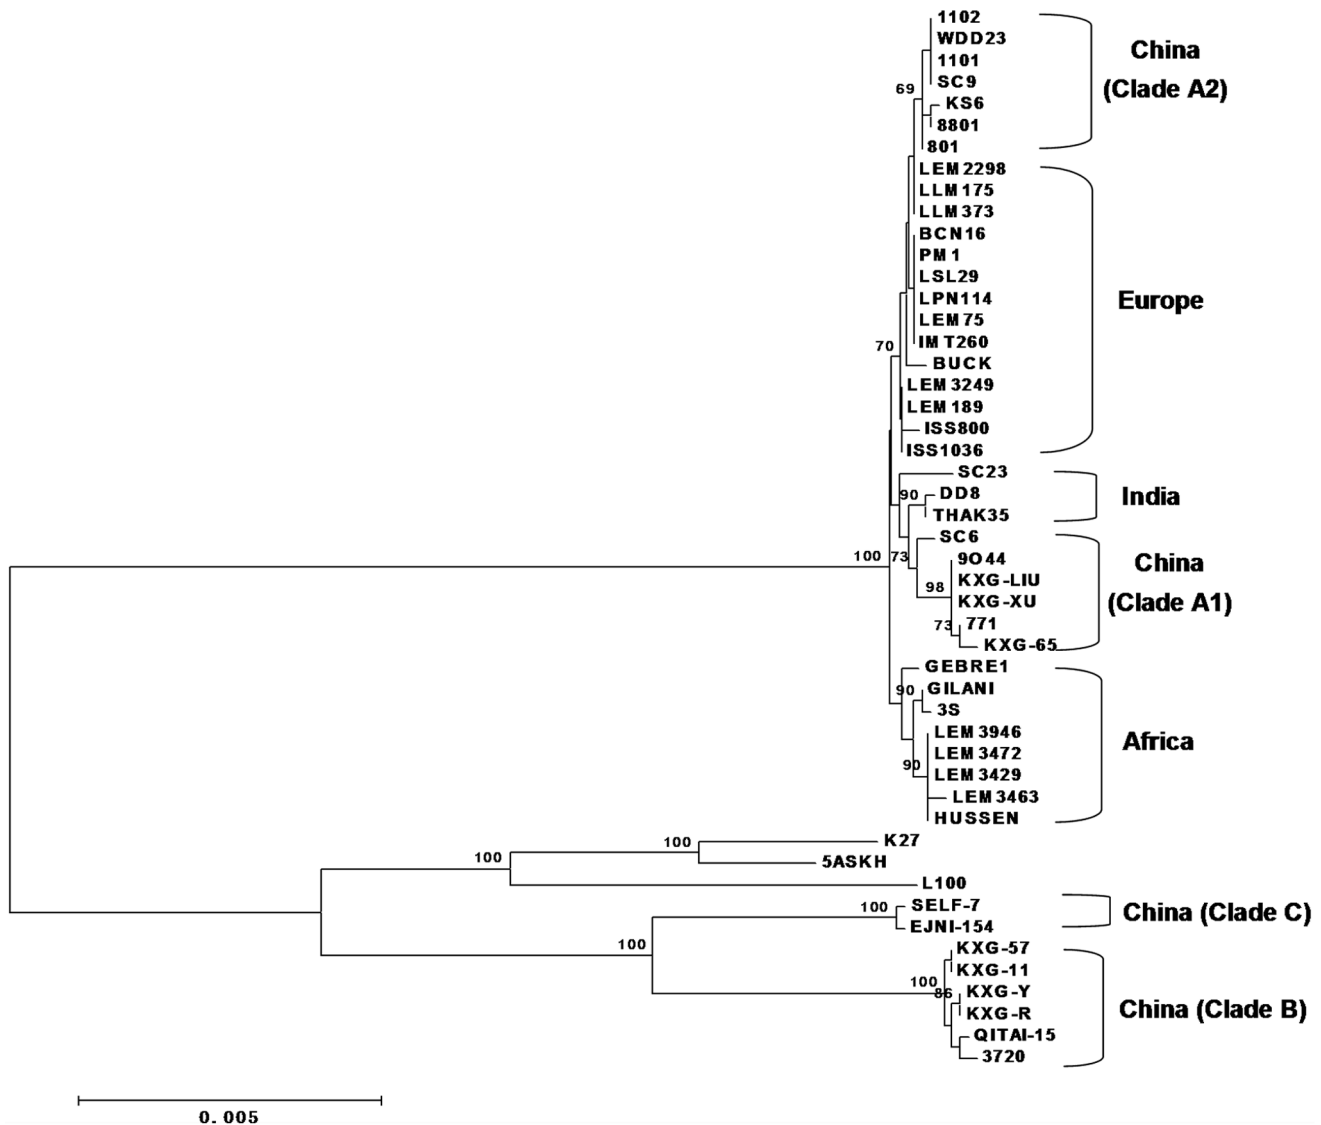 1102
WDD23
1101
SC9
KS6
8801
801
69
China
(Clade A2)
LEM2298
LLM175
LLM373
BCN16
PM1
LSL29
LPN114
LEM75
IMT260
BUCK
LEM3249
LEM189
ISS800
ISS1036
70
Europe
SC23
DD8
THAK35
90
India
SC6
9044
KXG-LIU
KXG-XU
771
KXG-65
100
73
98
73
China
(Clade A1)
GEBRE1
GILANI
3S
LEM3946
LEM3472
LEM3429
LEM3463
HUSSEN
90
90
Africa
K27
5ASKH
L100
100
100
SELF-7
EJNI-154
100
China (Clade C)
100
KXG-57
KXG-11
KXG-Y
KXG-R
QITAI-15
3720
100
86
China (Clade B)
0.005